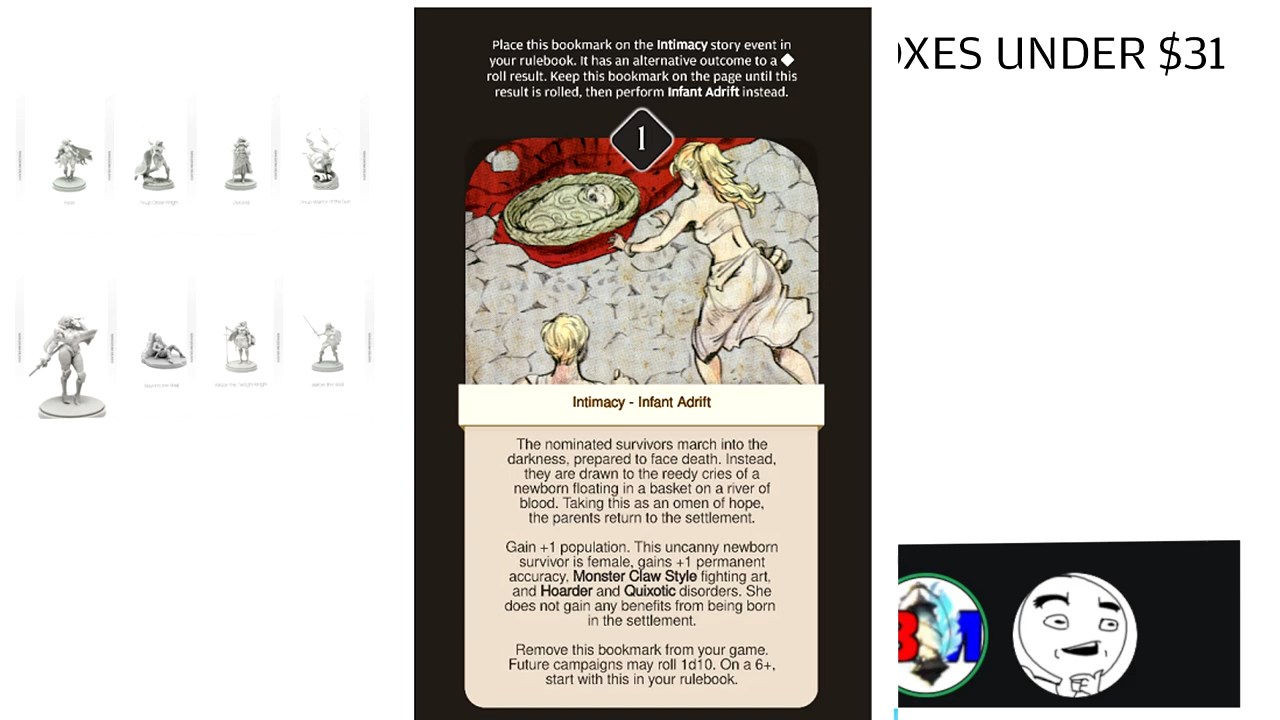 OXES UNDER $31
Place this bookmark on the Intimacy story event in
your rulebook. It has an alternative outcome to a ◆
roll result. Keep this bookmark on the page until this
result is rolled, then perform Infant Adrift instead.
1
Intimacy - Infant Adrift
The nominated survivors march into the
darkness, prepared to face death. Instead,
they are drawn to the reedy cries of a
newborn floating in a basket on a river of
blood. Taking this as an omen of hope,
the parents return to the settlement.
Gain +1 population. This uncanny newborn
survivor is female, gains +1 permanent
accuracy, Monster Claw Style fighting art,
and Hoarder and Quixotic disorders. She
does not gain any benefits from being born
in the settlement.
Remove this bookmark from your game.
Future campaigns may roll 1d10. On a 6+,
start with this in your rulebook.